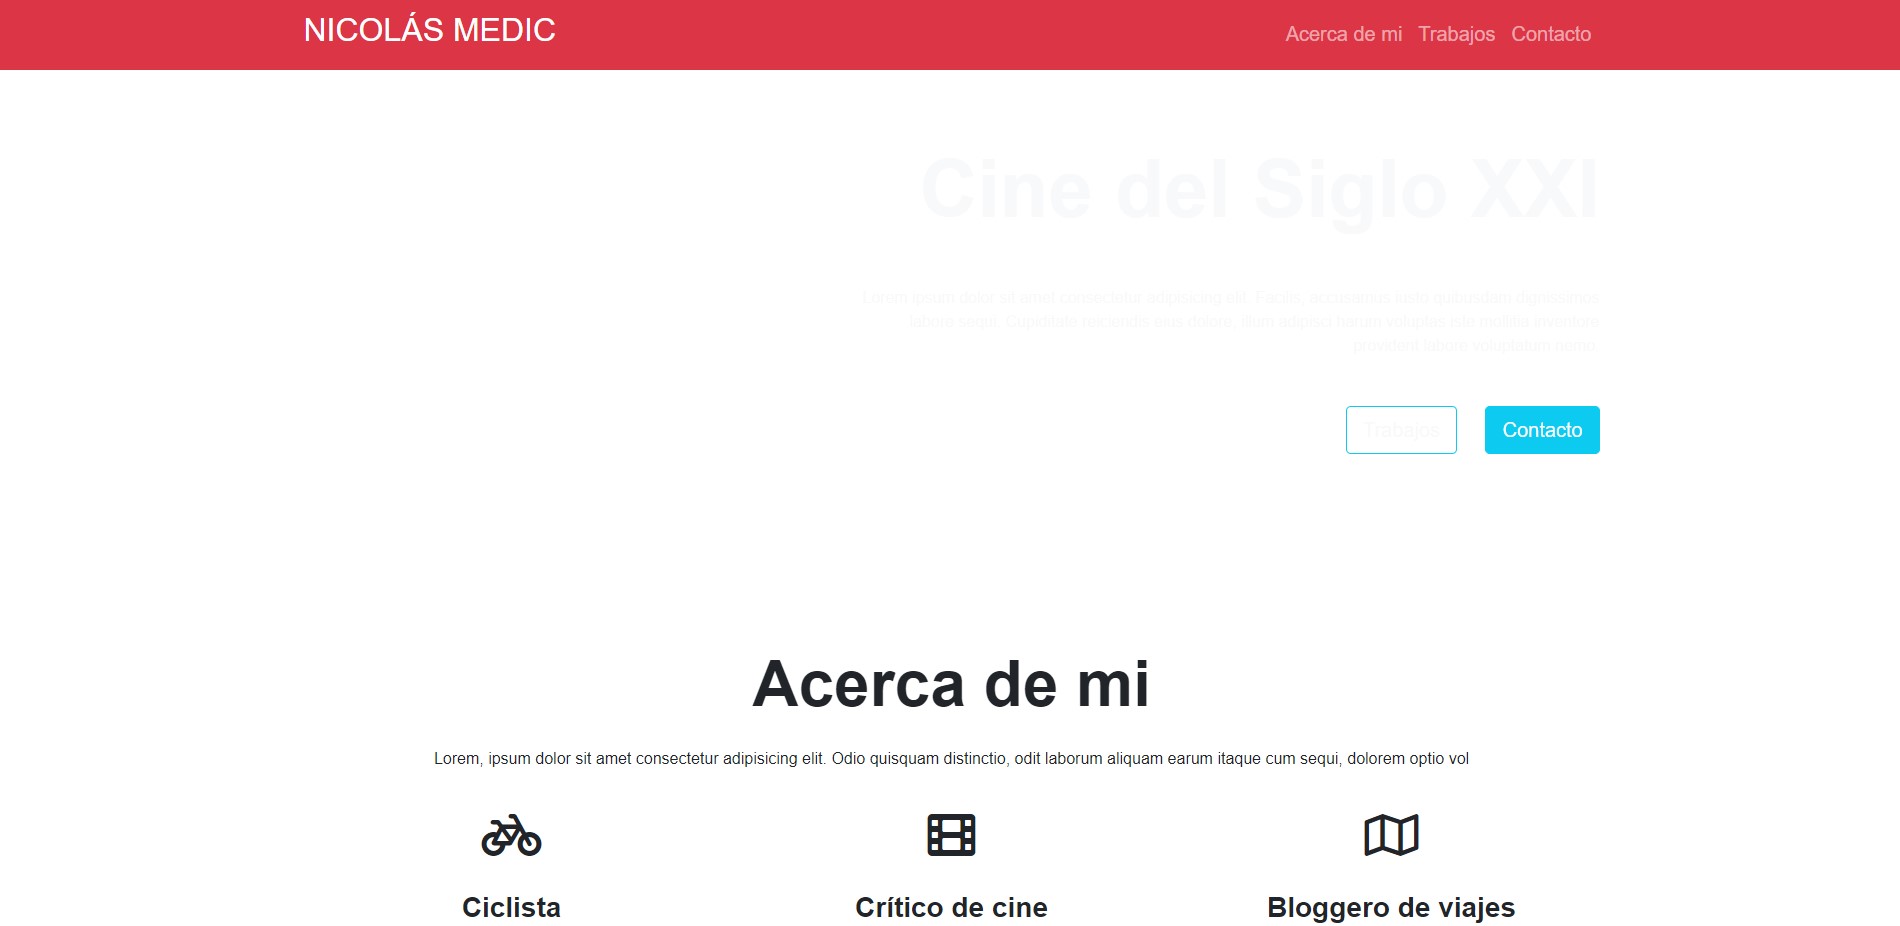 NICOLÁS MEDIC
Acerca de mi Trabajos Contacto
Cine del Siglo XXI
Lorem ipsum dolor sit amet consectetur adipisicing elit. Facilis, accusamus iusto quibusdam dignissimos
labore sequi. Cupiditate reiciendis eius dolore, illum adipisci harum voluptas iste mollitia inventore
provident labore voluptatum nemo.
Trabajos Contacto
Acerca de mi
Lorem, ipsum dolor sit amet consectetur adipisicing elit. Odio quisquam distinctio, odit laborum aliquam earum itaque cum sequi, dolorem optio vol
Ciclista
Crítico de cine
Bloggero de viajes